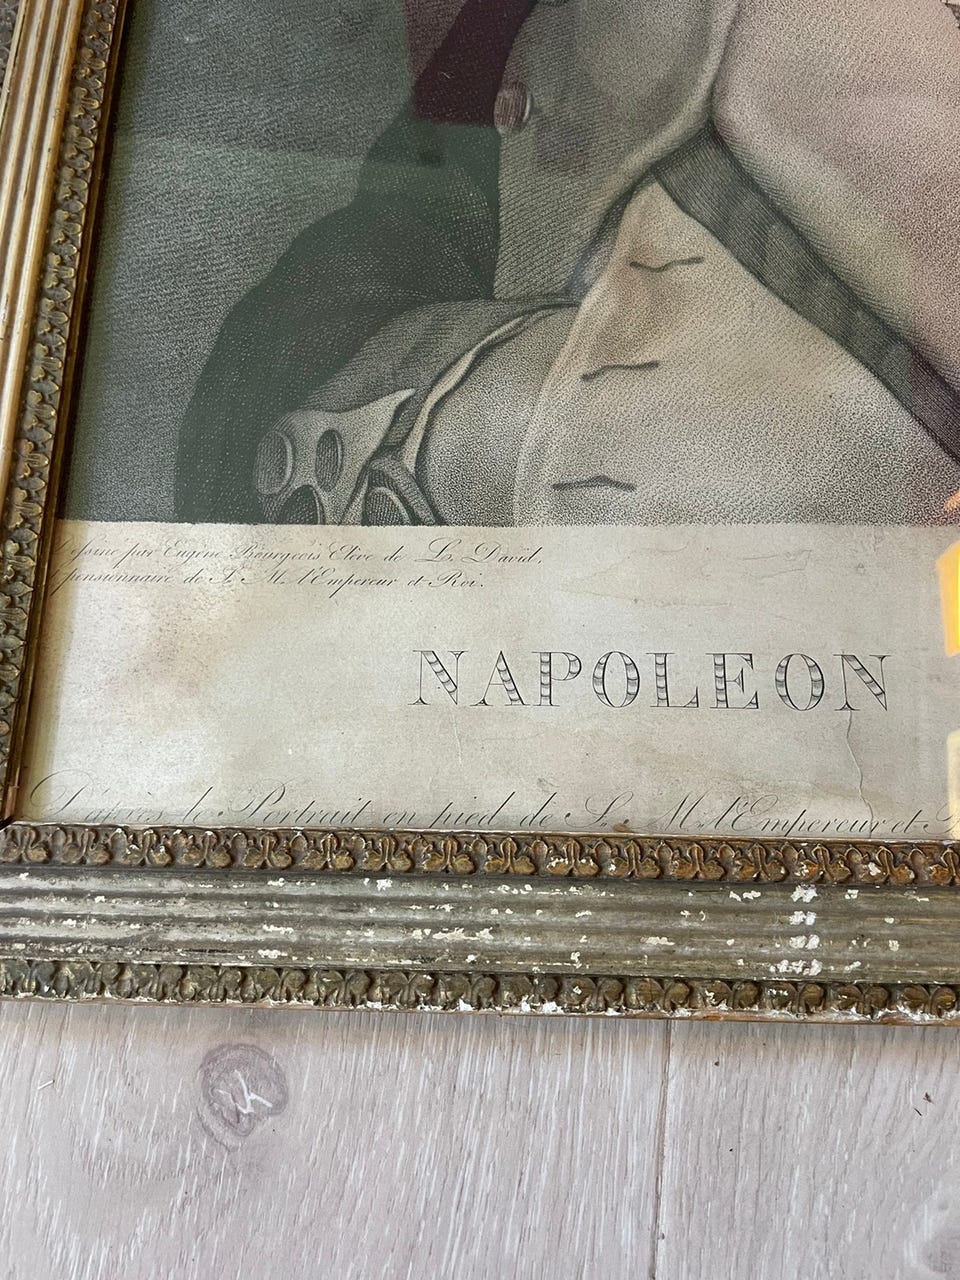 Dessiné par Eugène Bourgeois Elève de L. David,
pensionnaire de S. M. l'Empereur et Roi.
NAPOLEON
D'après le Portrait en pied de S. M. l'Empereur et